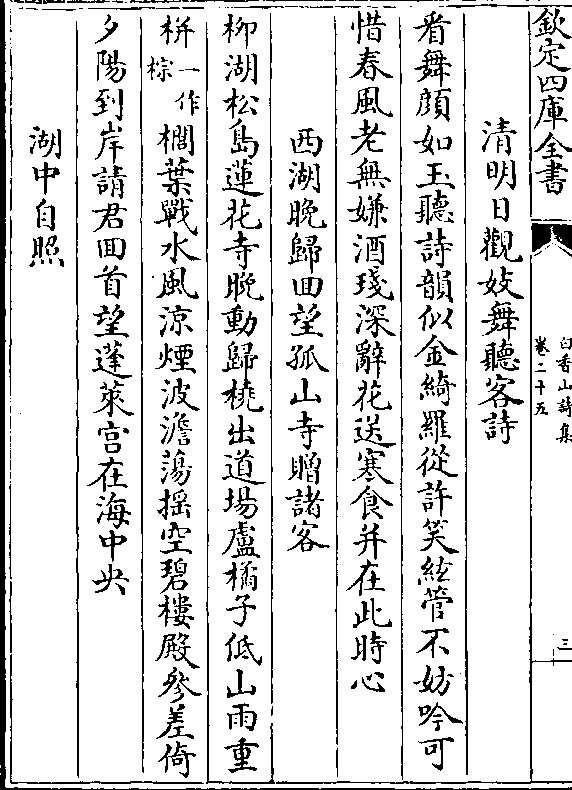 欽定四庫全書
白香山詩集
卷二十五
三
清明日觀妓舞聽客詩
看舞顔如玉聽詩韻似金綺羅從許笑絃管不妨吟可
惜春風老無嫌酒琖深辭花送寒食并在此時心
西湖晚歸回望孤山寺贈諸客
柳湖松島蓮花寺晚動歸橈出道場盧橘子低山雨重
栟一作棕櫚葉戰水風涼煙波澹蕩揺空碧樓殿參差倚
夕陽到岸請君囬首望蓬萊宫在海中央
湖中自照